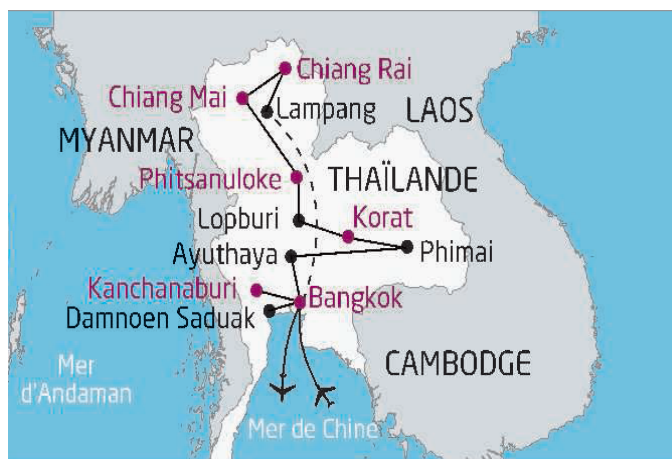 Chiang Rai
Chiang Mai
Lampang
LAOS
MYANMAR
Phitsanuloke
THAÏLANDE
Lopburi
Korat
Ayuthaya
Phimai
Kanchanaburi
Bangkok
Damnoen Saduak
CAMBODGE
Mer
d'Andaman
Mer de Chine